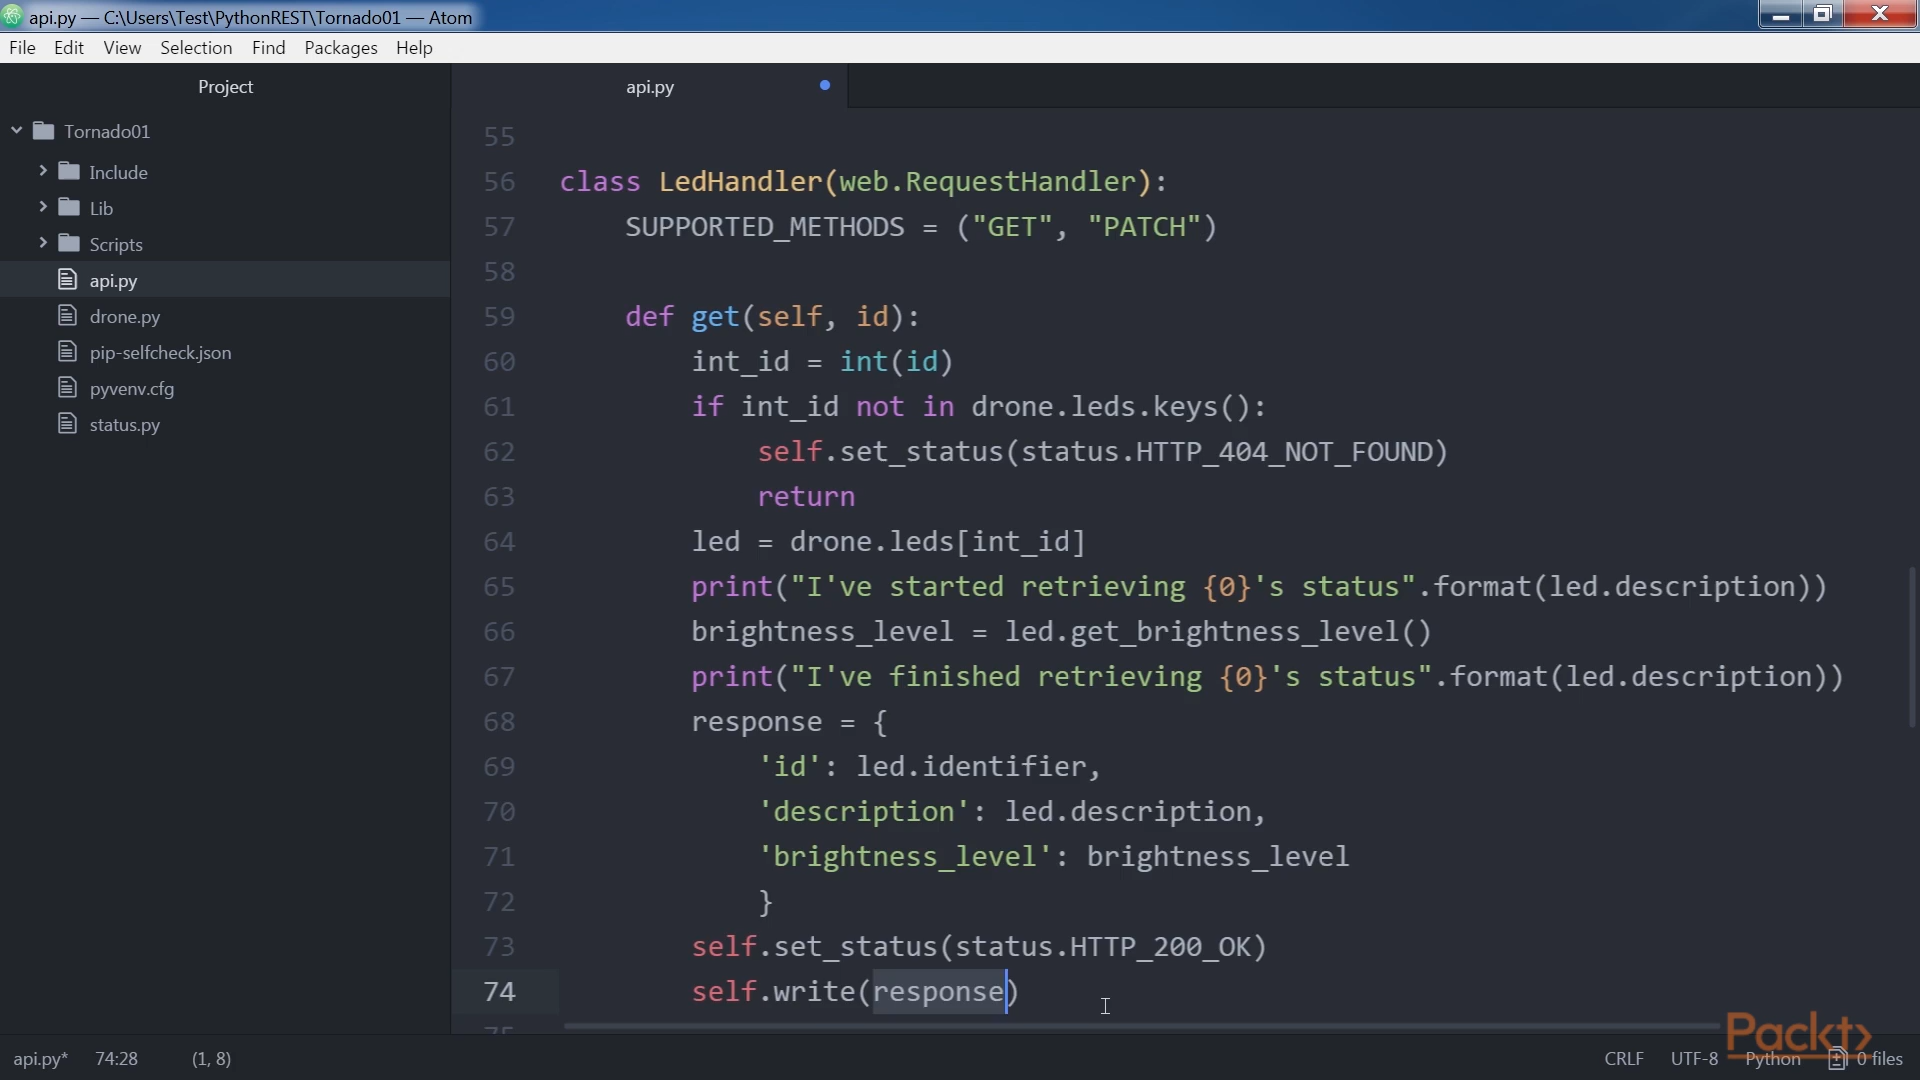 api.py — C:\Users\Test\PythonREST\Tornado01 — Atom
File Edit View Selection Find Packages Help
Project
api.py
Tornado01
Include
Lib
Scripts
api.py
drone.py
pip-selfcheck.json
pyvenv.cfg
status.py
55
56 class LedHandler(web.RequestHandler):
57     SUPPORTED_METHODS = ("GET", "PATCH")
58
59     def get(self, id):
60         int_id = int(id)
61         if int_id not in drone.leds.keys():
62             self.set_status(status.HTTP_404_NOT_FOUND)
63             return
64         led = drone.leds[int_id]
65         print("I've started retrieving {0}'s status".format(led.description))
66         brightness_level = led.get_brightness_level()
67         print("I've finished retrieving {0}'s status".format(led.description))
68         response = {
69             'id': led.identifier,
70             'description': led.description,
71             'brightness_level': brightness_level
72             }
73         self.set_status(status.HTTP_200_OK)
74         self.write(response)
75
Packt>
api.py* 74:28 (1, 8) CRLF UTF-8 Python 0 files